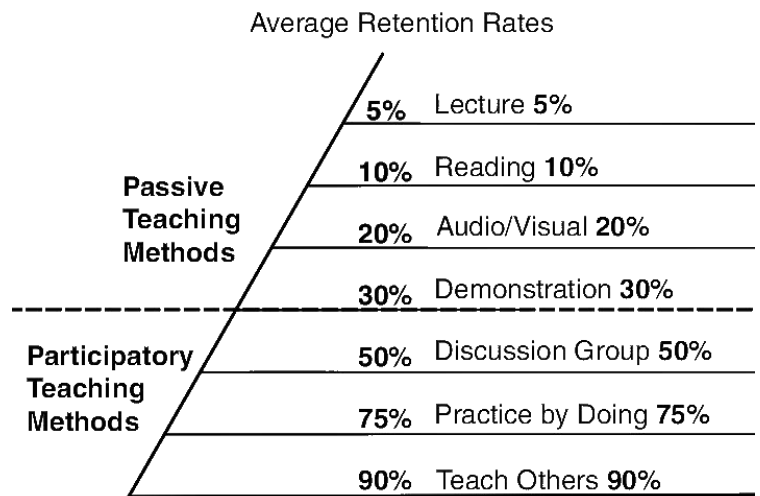 Average Retention Rates
5% Lecture 5%
10% Reading 10%
Passive
Teaching
Methods
20% Audio/Visual 20%
30% Demonstration 30%
Participatory
Teaching
Methods
50% Discussion Group 50%
75% Practice by Doing 75%
90% Teach Others 90%